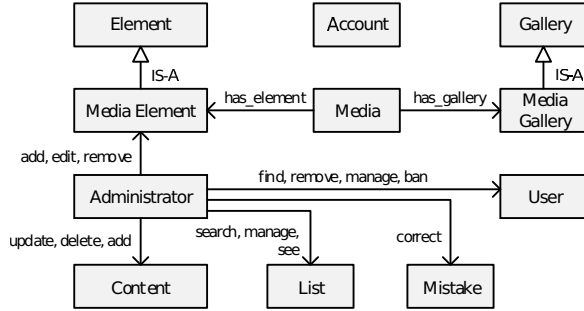 Element
Account
Gallery
IS-A
IS-A
Media Element
has_element
Media
has_gallery
Media
Gallery
add, edit, remove
find, remove, manage, ban
Administrator
User
update, delete, add
search, manage,
see
correct
Content
List
Mistake